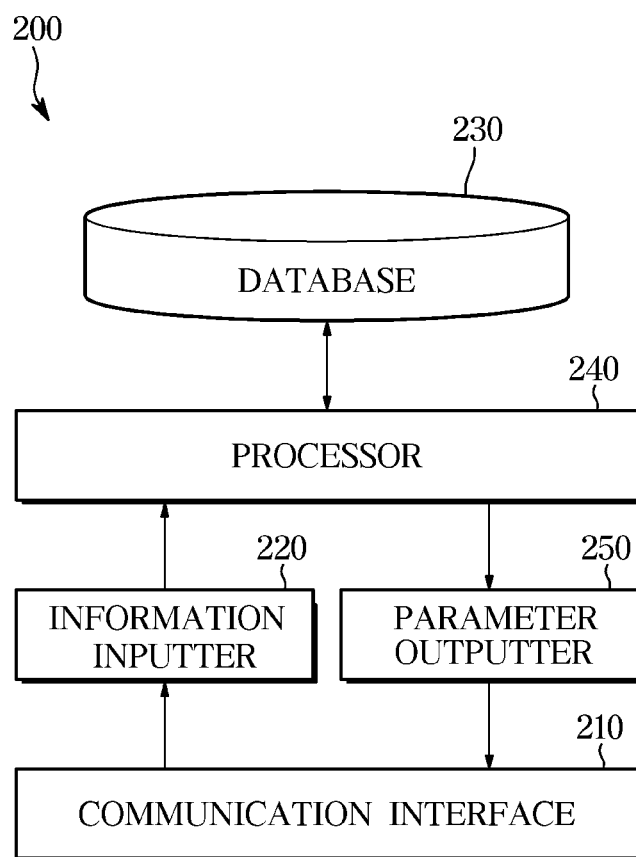 200
230
DATABASE
240
PROCESSOR
220
250
INFORMATION
INPUTTER
PARAMETER
OUTPUTTER
210
COMMUNICATION INTERFACE